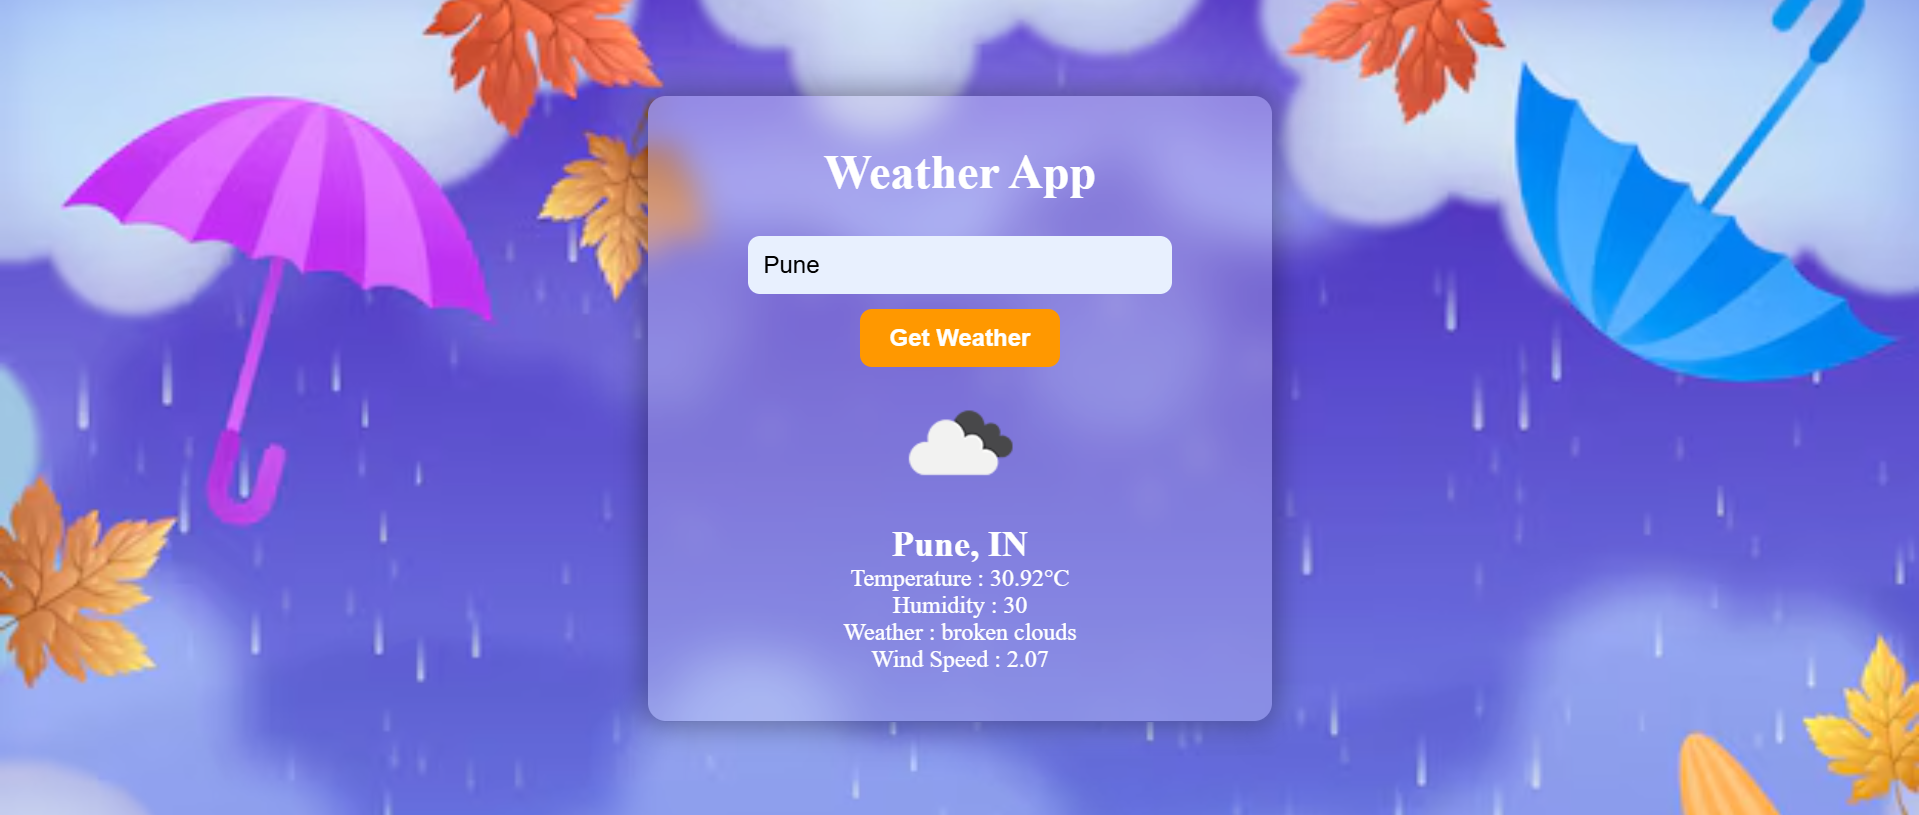 Weather App
Pune
Get Weather
Pune, IN
Temperature : 30.92°C
Humidity : 30
Weather : broken clouds
Wind Speed : 2.07